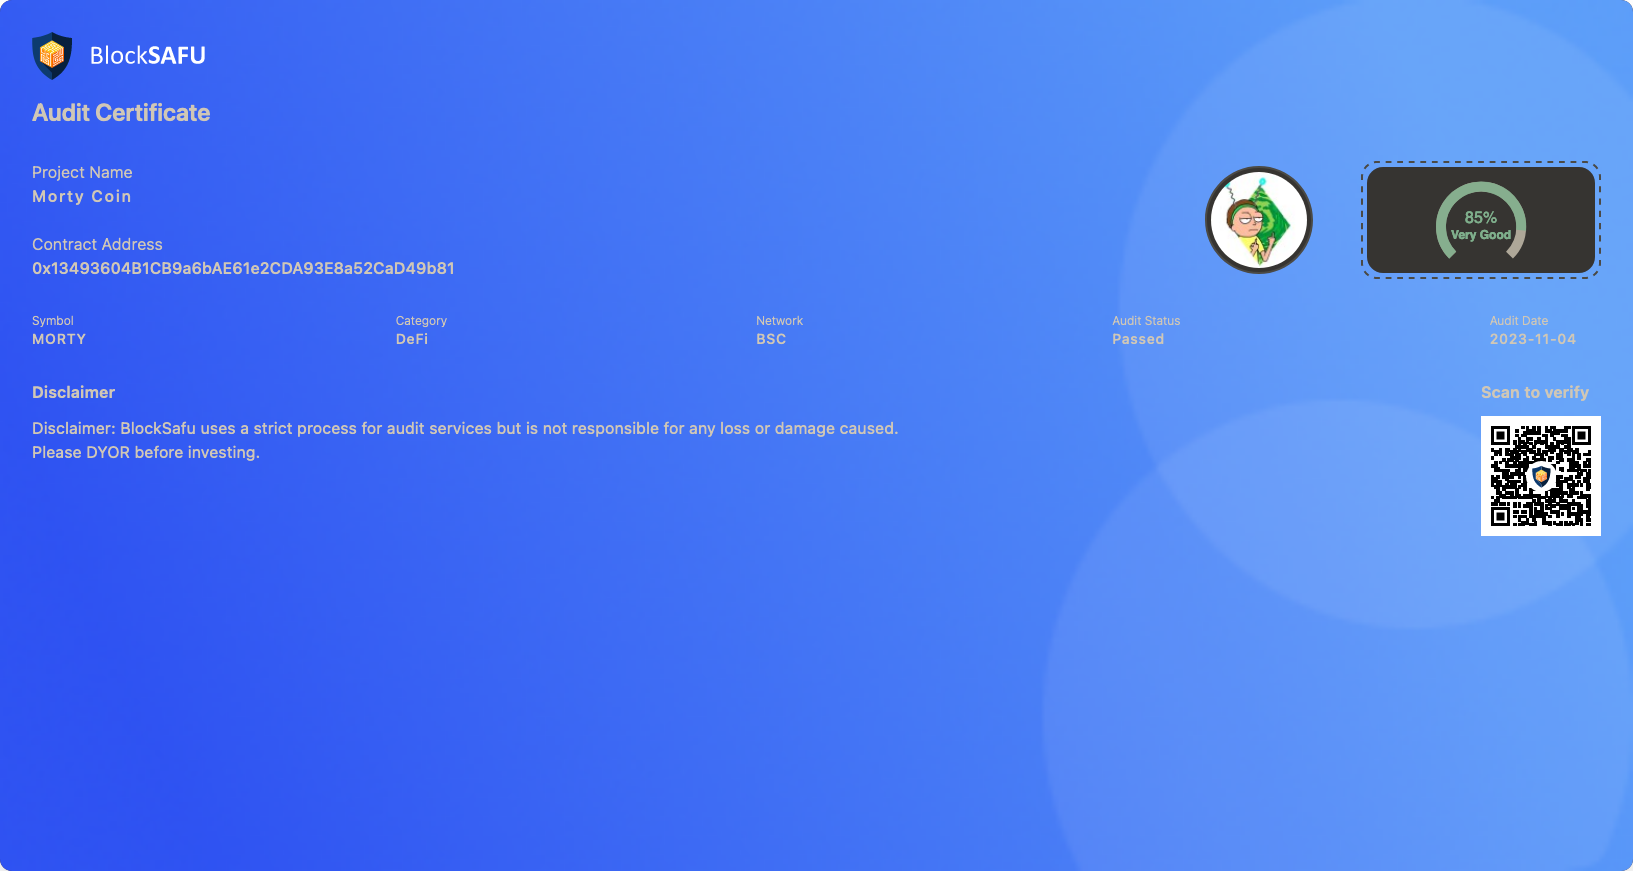 BlockSAFU
Audit Certificate
Project Name
Morty Coin
Contract Address
0x13493604B1CB9a6bAE61e2CDA93E8a52CaD49b81
85%
Very Good
Symbol
MORTY
Category
DeFi
Network
BSC
Audit Status
Passed
Audit Date
2023-11-04
Disclaimer
Disclaimer: BlockSafu uses a strict process for audit services but is not responsible for any loss or damage caused.
Please DYOR before investing.
Scan to verify